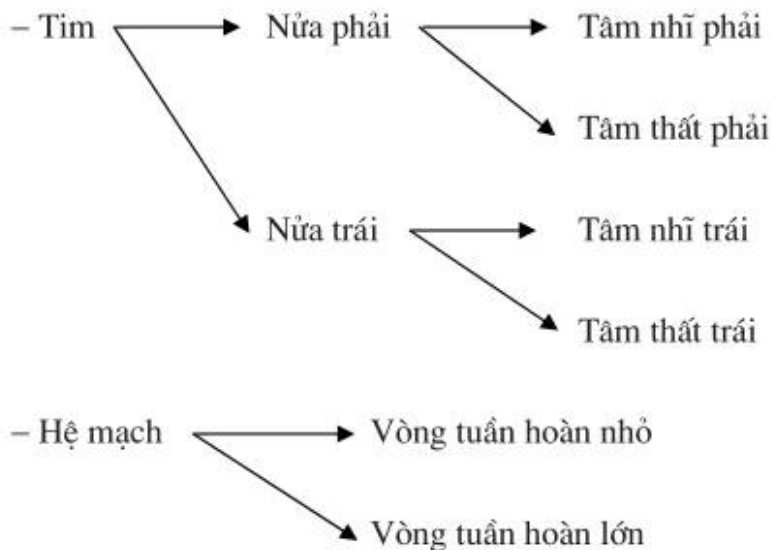 – Tim Nửa phải Tâm nhĩ phải
Tâm thất phải
Nửa trái Tâm nhĩ trái
Tâm thất trái
– Hệ mạch Vòng tuần hoàn nhỏ
Vòng tuần hoàn lớn